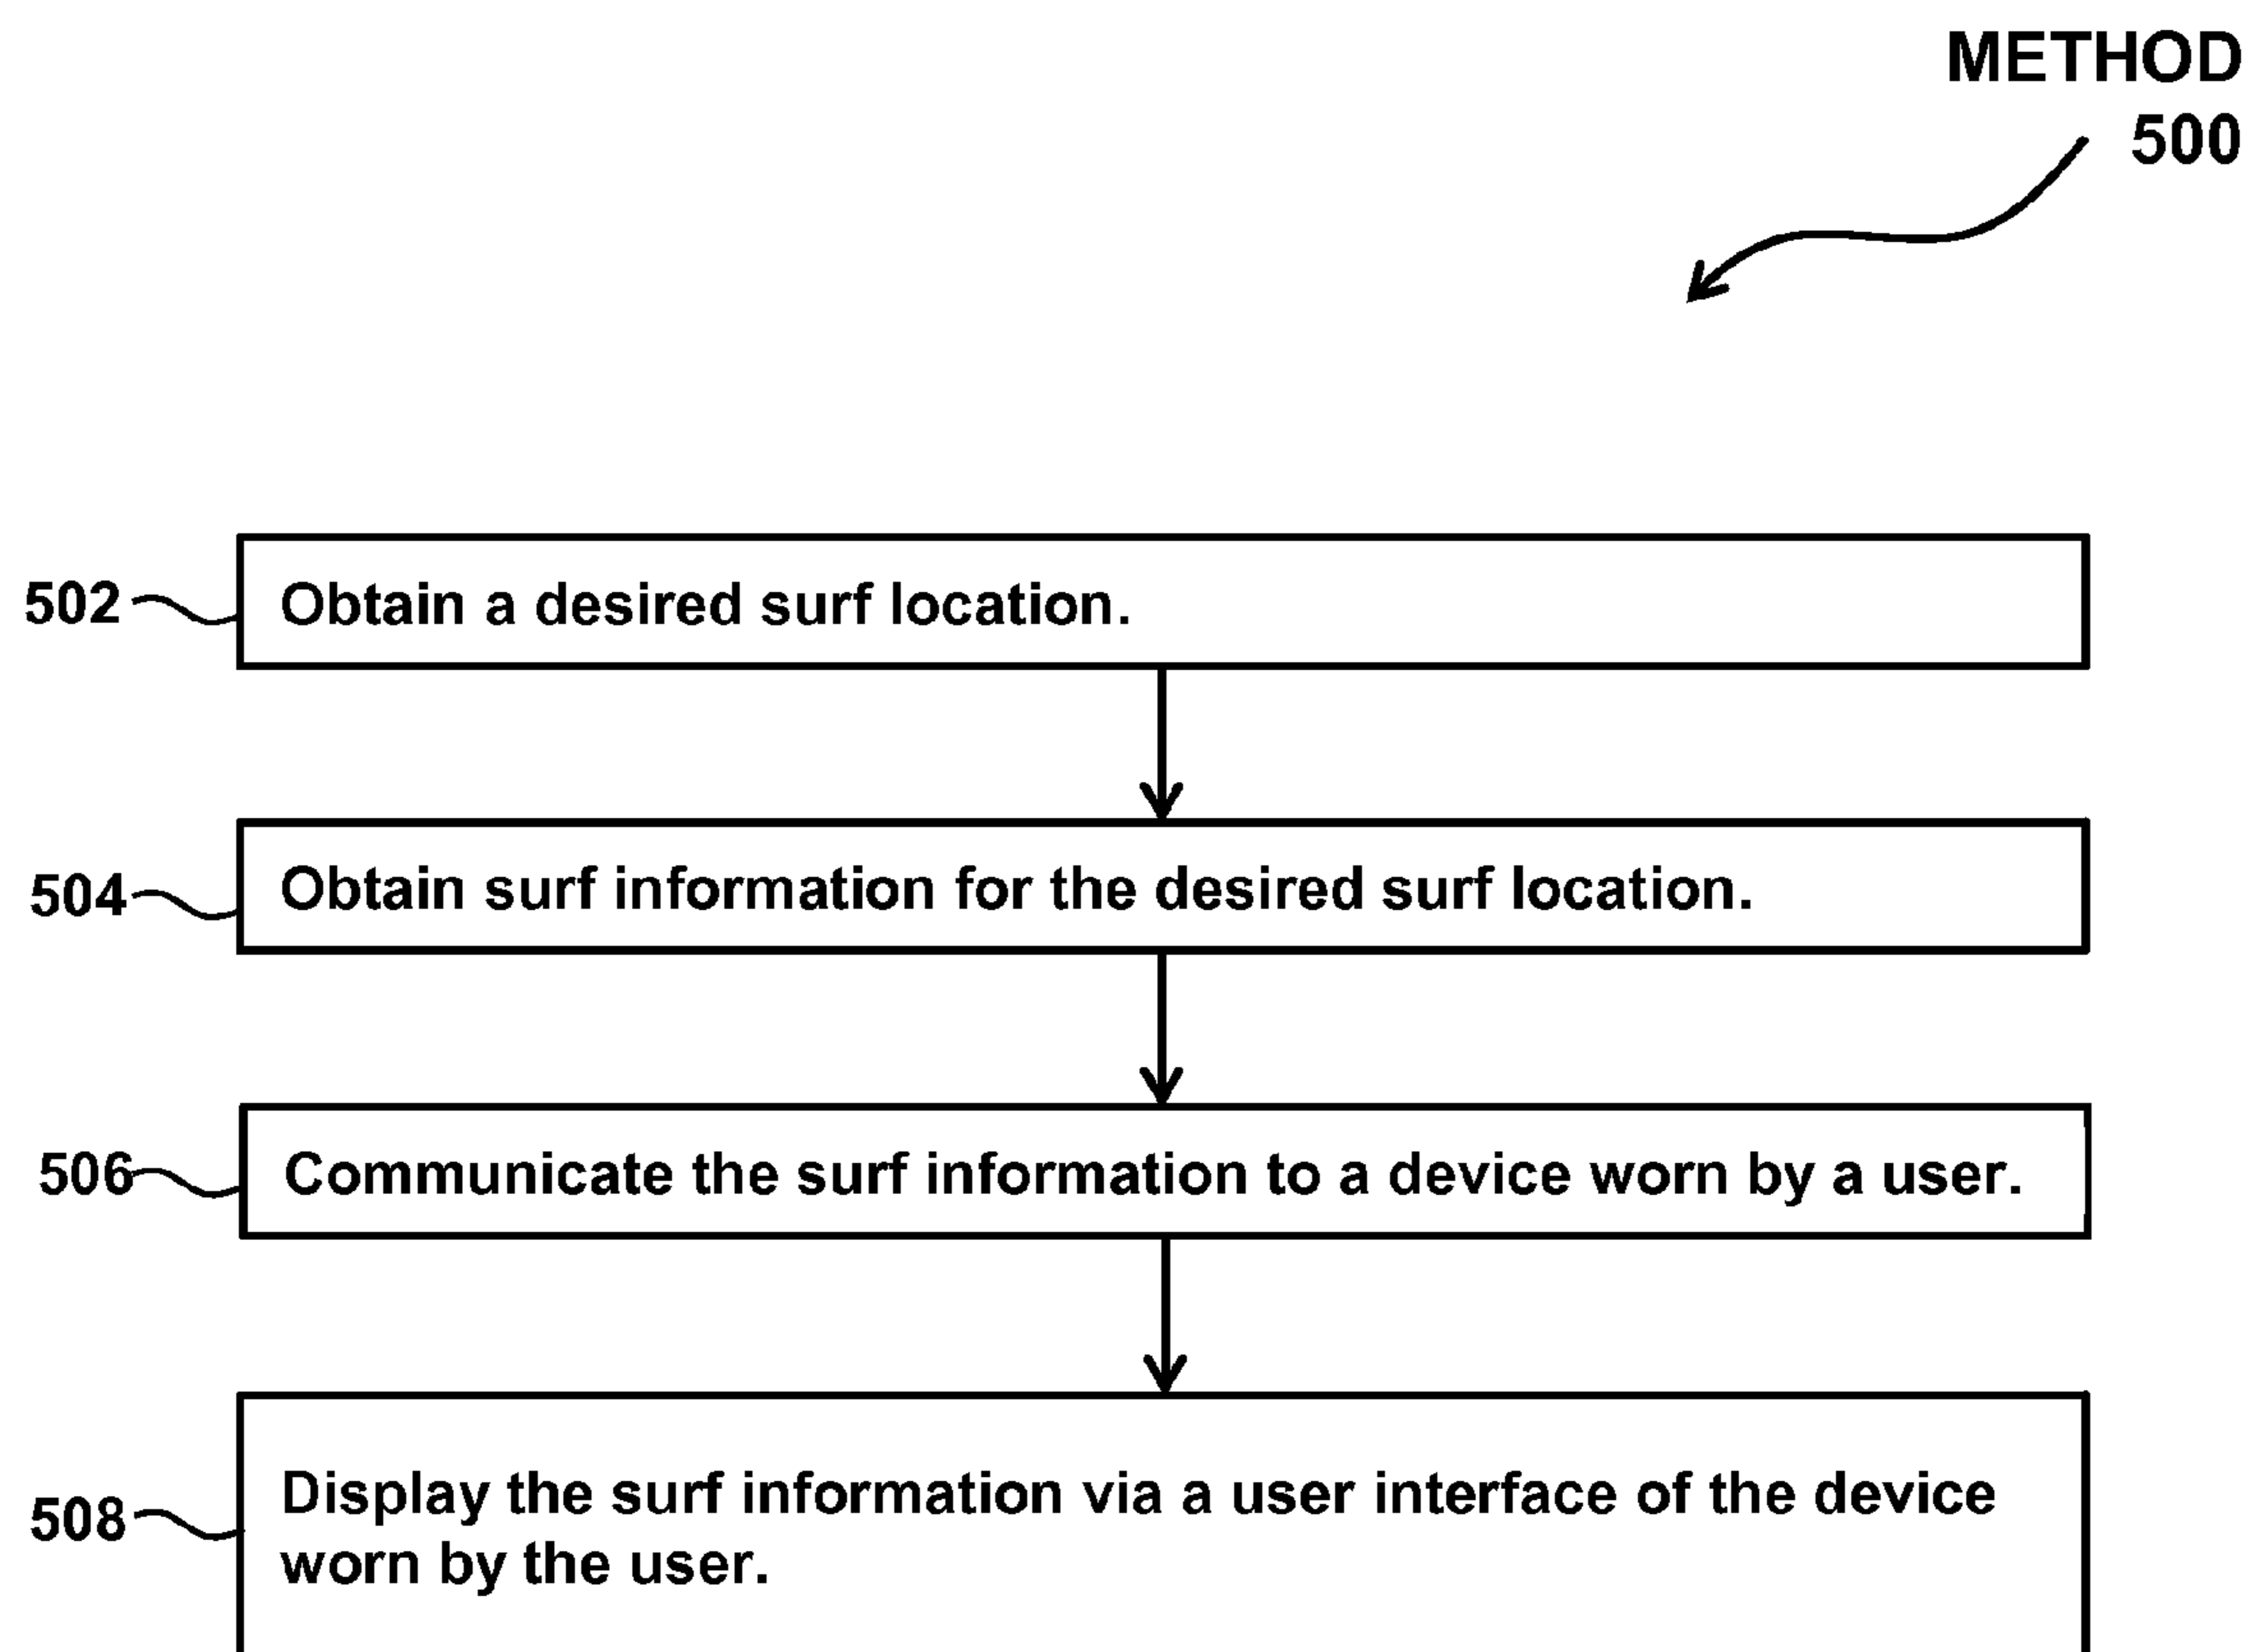 METHOD
500
502
Obtain a desired surf location.
504
Obtain surf information for the desired surf location.
506
Communicate the surf information to a device worn by a user.
508
Display the surf information via a user interface of the device
worn by the user.